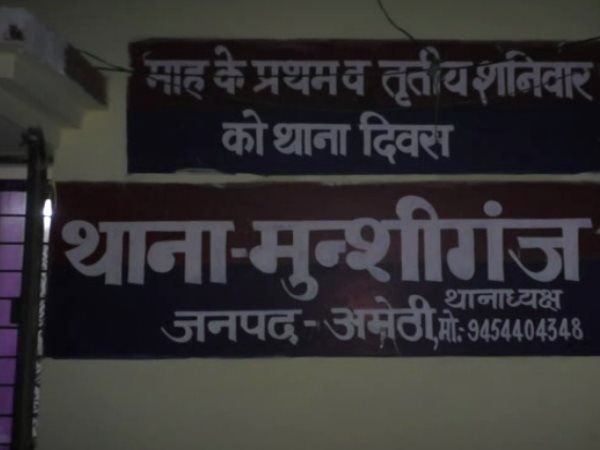 माह के प्रथम व तृतीय शनिवार
को थाना दिवस
थाना-मुन्शीगंज
थानाध्यक्ष
जनपद-अमेठी, मो:- 9454404348